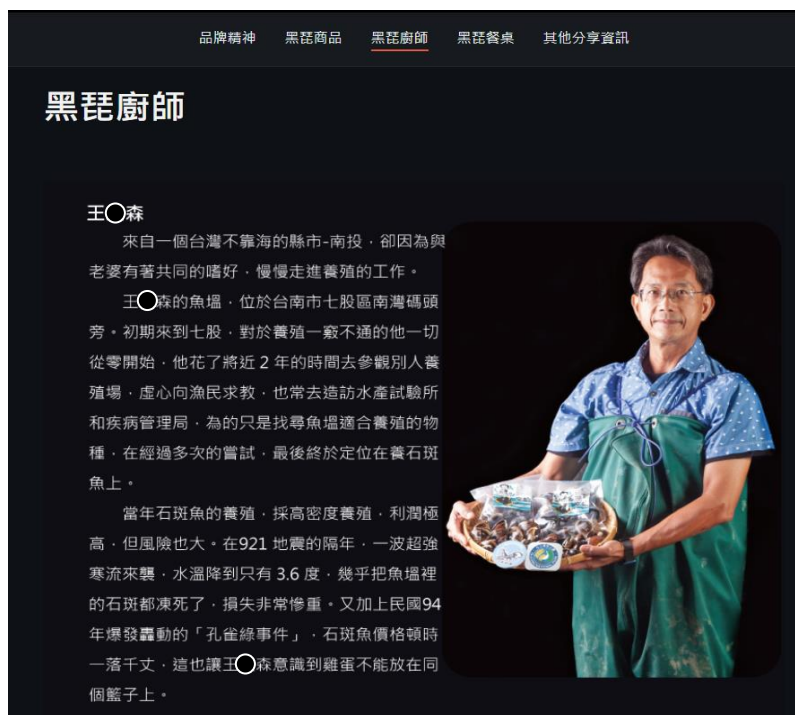 品牌精神 黑琵商品 黑琵廚師 黑琵餐桌 其他分享資訊
黑琵廚師
王○森
來自一個台灣不靠海的縣市-南投，卻因為與
老婆有著共同的嗜好，慢慢走進養殖的工作。
王○森的魚塭，位於台南市七股區南灣碼頭
旁。初期來到七股，對於養殖一竅不通的他一切
從零開始，他花了將近 2 年的時間去參觀別人養
殖場，虛心向漁民求教，也常去造訪水產試驗所
和疾病管理局，為的只是找尋魚塭適合養殖的物
種，在經過多次的嘗試，最後終於定位在養石斑
魚上。
當年石斑魚的養殖，採高密度養殖，利潤極
高，但風險也大。在921 地震的隔年，一波超強
寒流來襲，水溫降到只有 3.6 度，幾乎把魚塭裡
的石斑都凍死了，損失非常慘重。又加上民國94
年爆發轟動的「孔雀綠事件」，石斑魚價格頓時
一落千丈，這也讓王○森意識到雞蛋不能放在同
個籃子上。